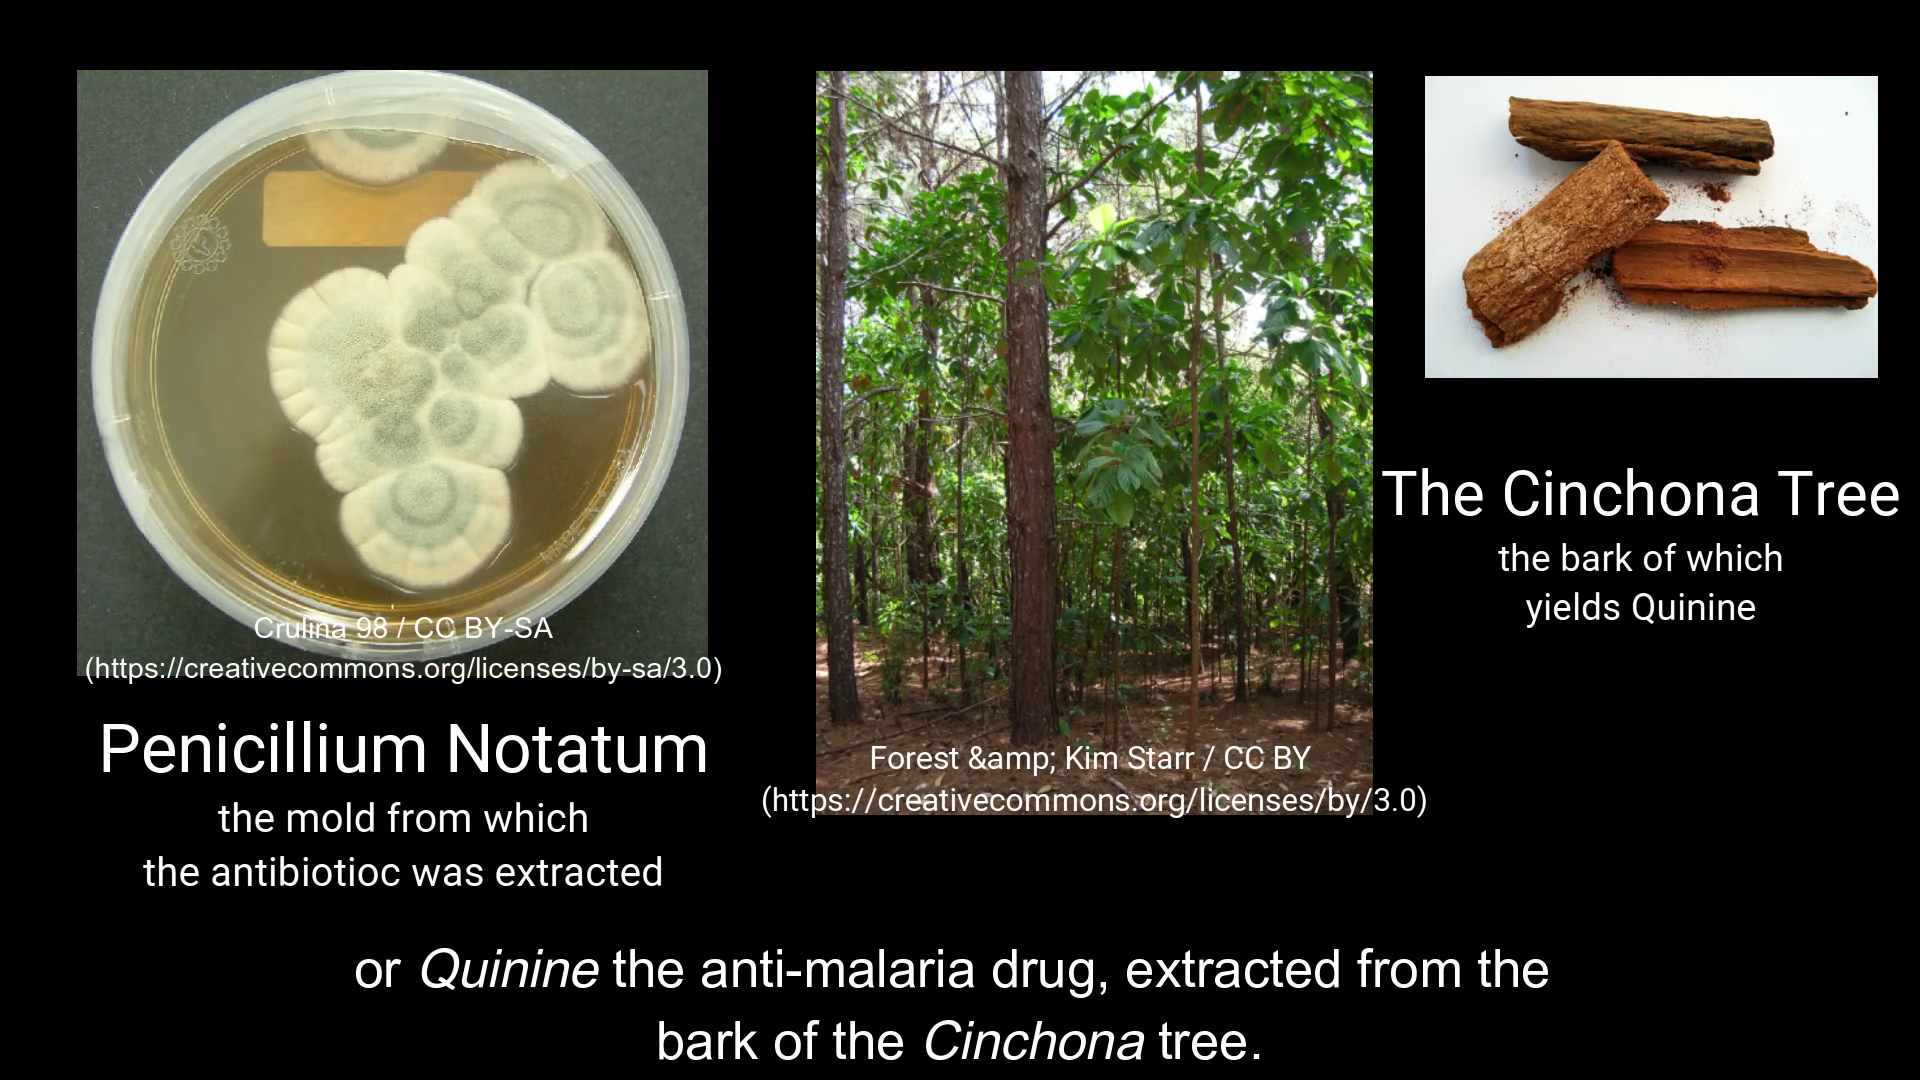 Crulina 98 / CC BY-SA
(https://creativecommons.org/licenses/by-sa/3.0)
Penicillium Notatum
the mold from which
the antibiotioc was extracted
Forest &amp; Kim Starr / CC BY
(https://creativecommons.org/licenses/by/3.0)
The Cinchona Tree
the bark of which
yields Quinine
or Quinine the anti-malaria drug, extracted from the
bark of the Cinchona tree.